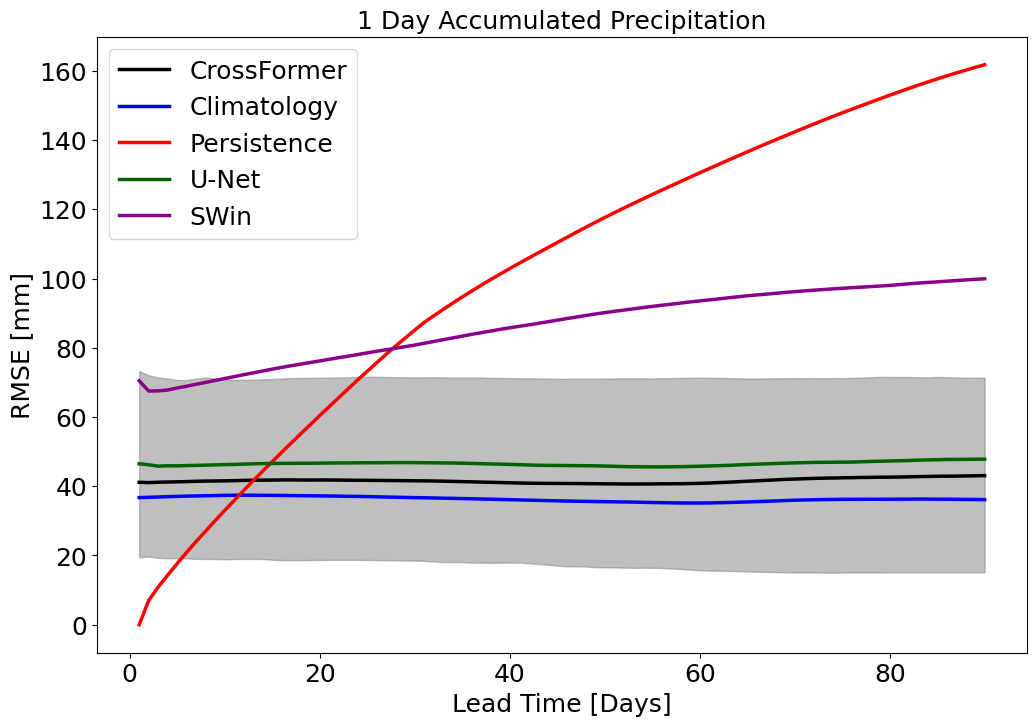 1 Day Accumulated Precipitation
CrossFormer
Climatology
Persistence
U-Net
SWin
160
140
120
100
80
60
40
20
0
RMSE [mm]
0 20 40 60 80
Lead Time [Days]